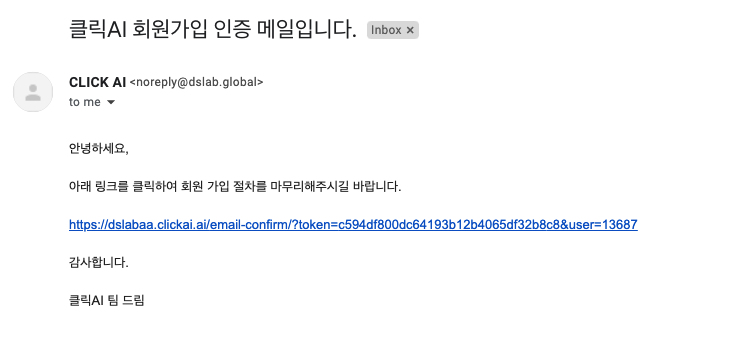 클릭AI 회원가입 인증 메일입니다. Inbox ×
CLICK AI <noreply@dslab.global>
to me
안녕하세요,
아래 링크를 클릭하여 회원 가입 절차를 마무리해주시길 바랍니다.
https://dslabaa.clickai.ai/email-confirm/?token=c594df800dc64193b12b4065df32b8c8&user=13687
감사합니다.
클릭AI 팀 드림